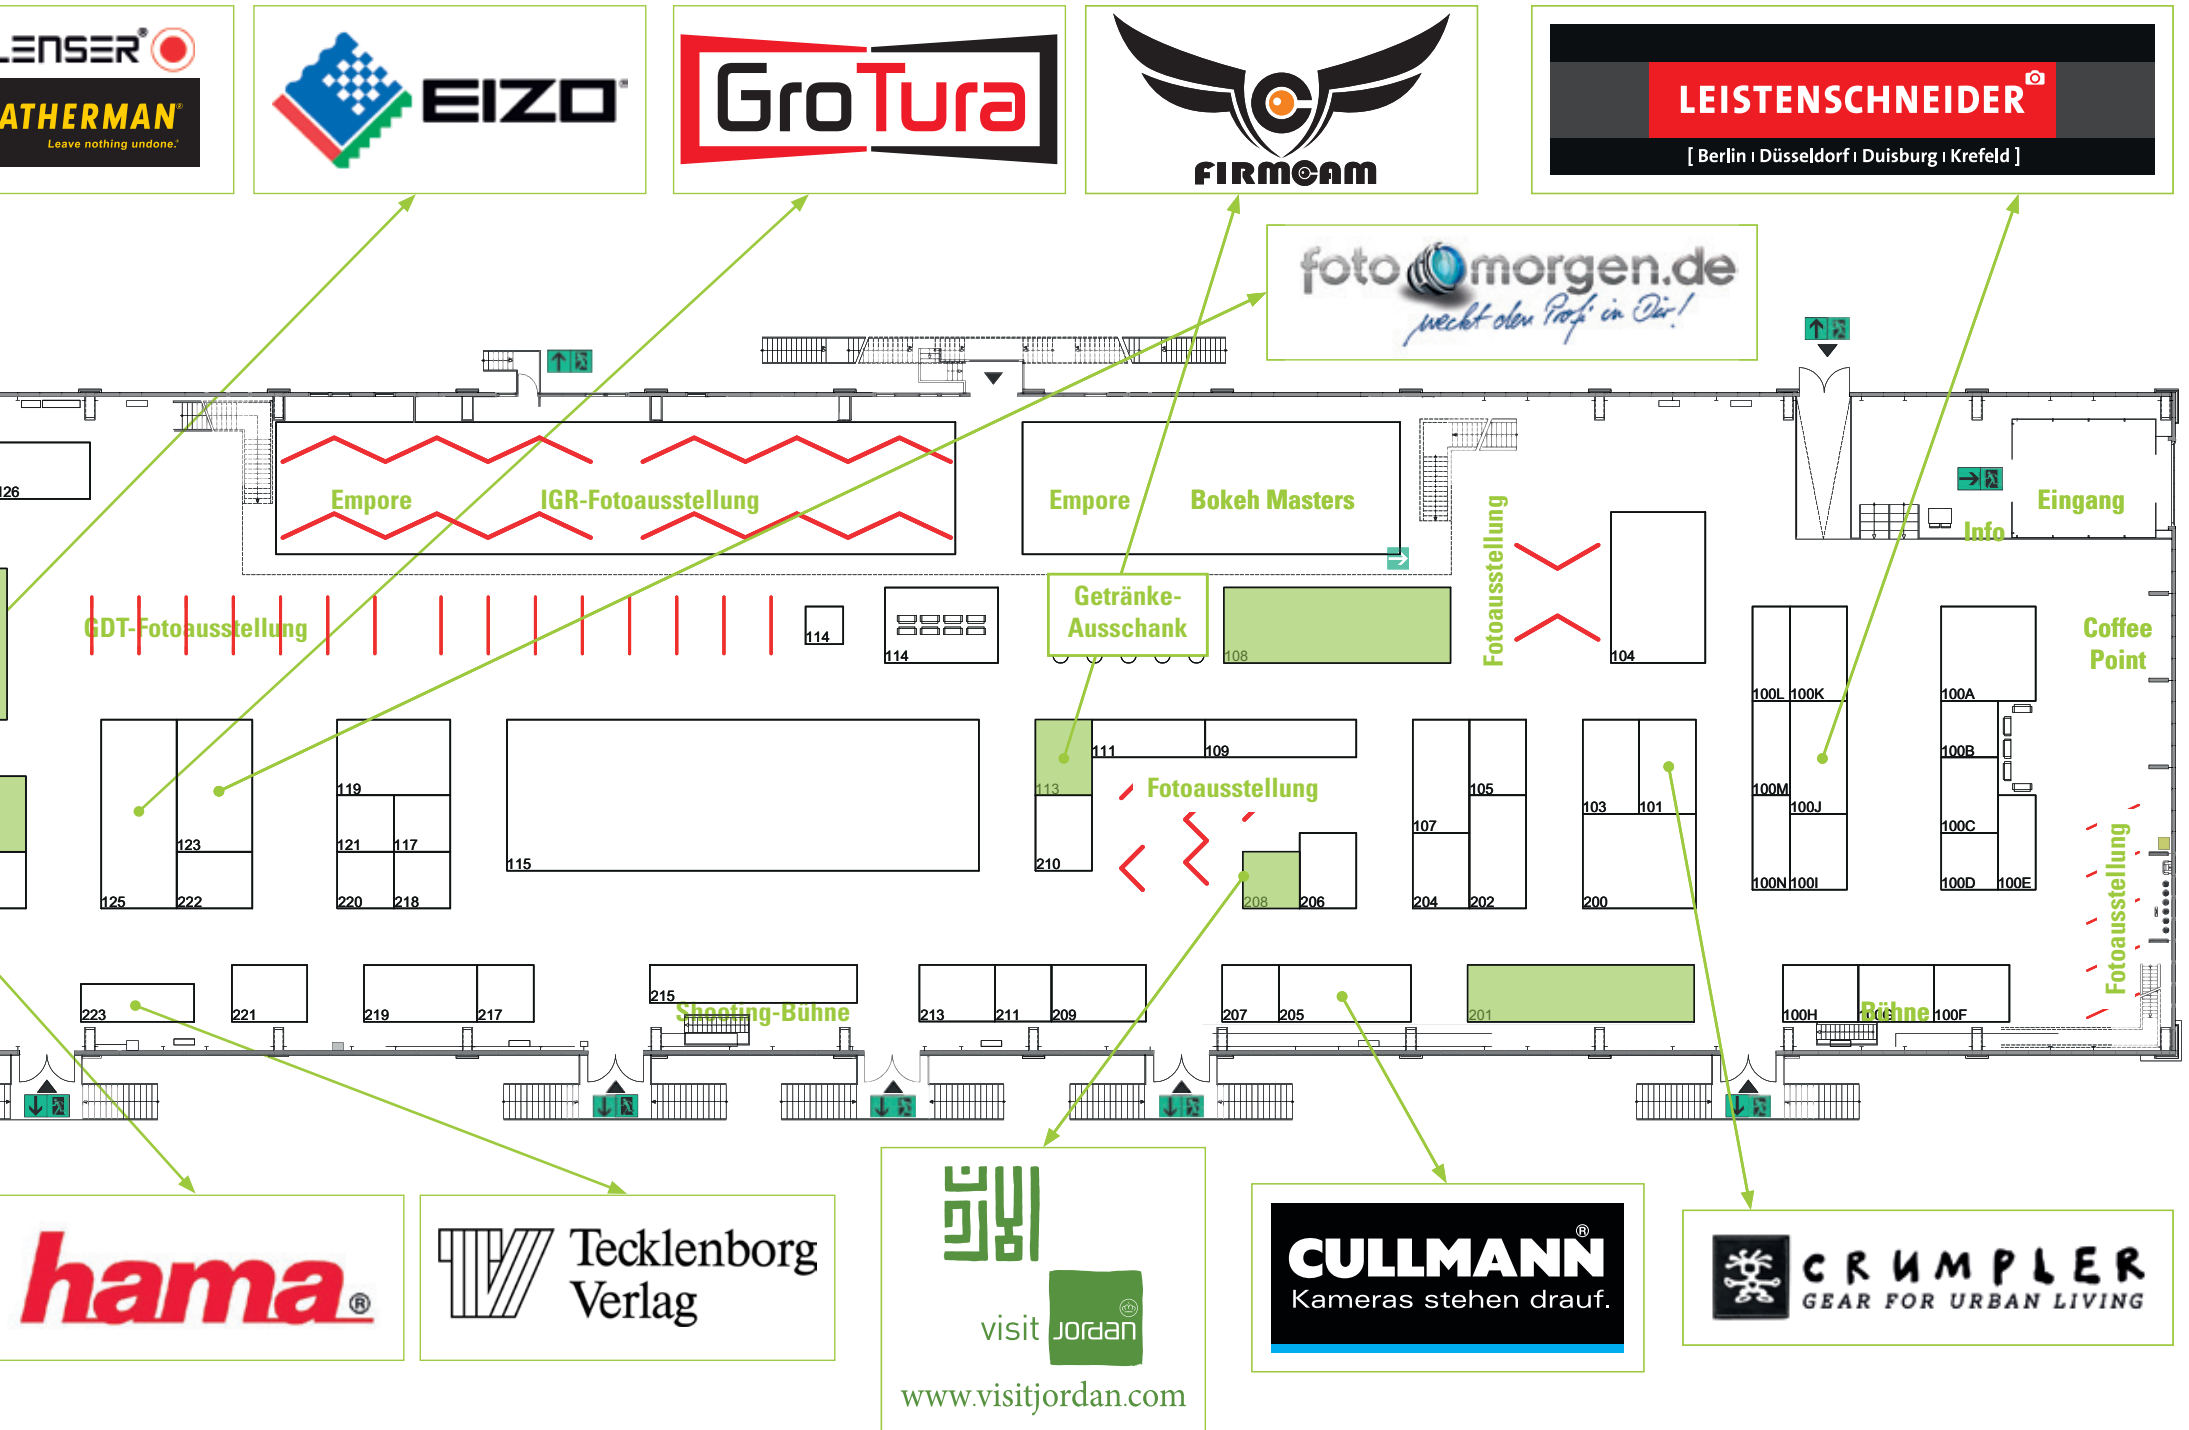 LENSER®
ATHERMAN®
Leave nothing undone.®
EIZO
GroTura
FIRMCAM
LEISTENSCHNEIDER
[ Berlin ı Düsseldorf ı Duisburg ı Krefeld ]
foto morgen.de
weckt den Profi in Dir!
126
Empore
IGR-Fotoausstellung
Empore
Bokeh Masters
Fotoausstellung
Eingang
Info
GDT-Fotoausstellung
114
114
Getränke-
Ausschank
108
104
Coffee
Point
100L
100K
100A
119
111
109
113
Fotoausstellung
105
103
101
100M
100J
100B
123
121
117
115
210
107
100C
125
222
220
218
208
206
204
202
200
100N
100I
100D
100E
Fotoausstellung
223
221
219
217
215
Shooting-Bühne
213
211
209
207
205
201
100H
Bühne
100F
hama®
Tecklenborg
Verlag
الأردن
visit Jordan
www.visitjordan.com
CULLMANN®
Kameras stehen drauf.
CRUMPLER
GEAR FOR URBAN LIVING